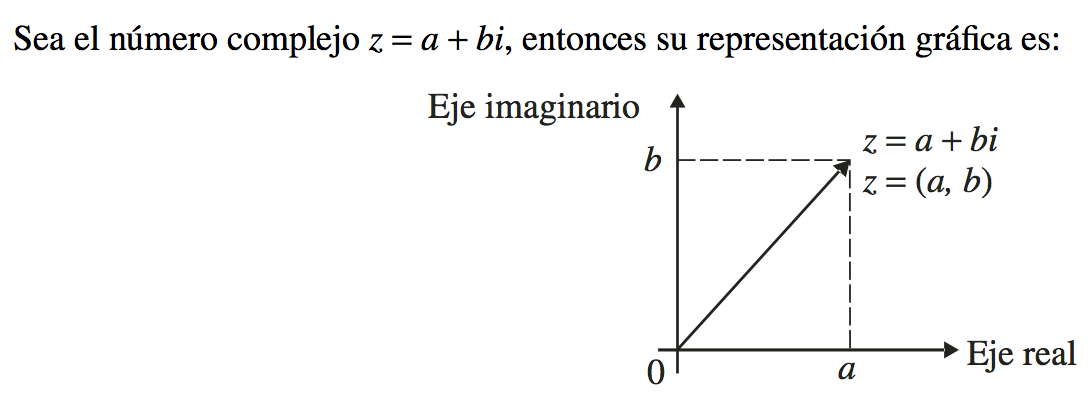 Sea el número complejo z = a + bi, entonces su representación gráfica es:
Eje imaginario
z = a + bi
b
z = (a, b)
Eje real
0
a